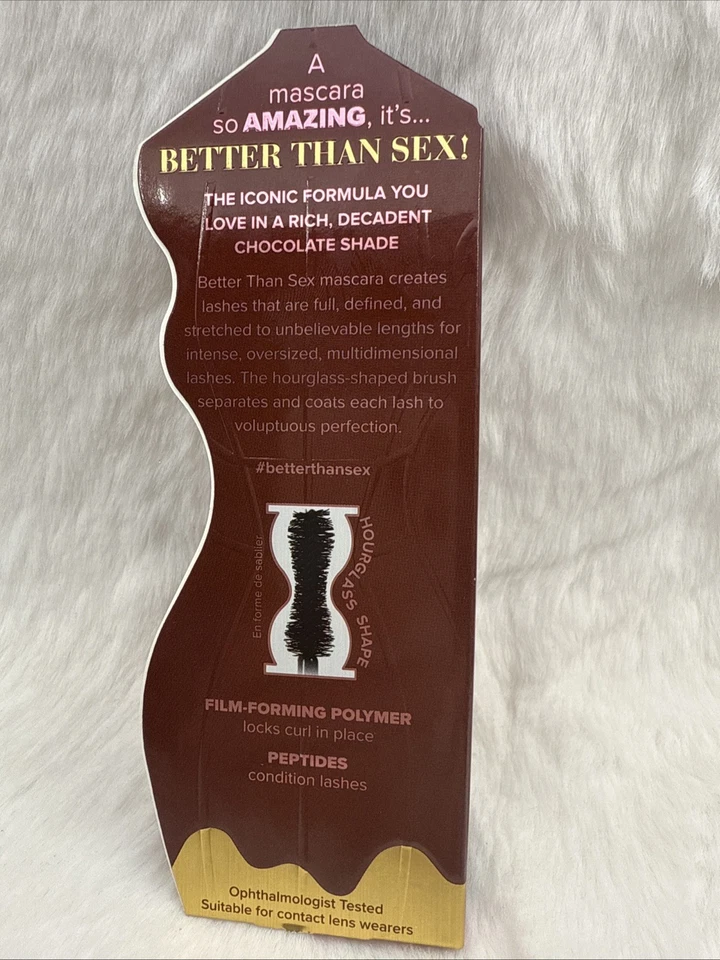 A
mascara
so AMAZING, it's...
BETTER THAN SEX!
THE ICONIC FORMULA YOU
LOVE IN A RICH, DECADENT
CHOCOLATE SHADE
Better Than Sex mascara creates
lashes that are full, defined, and
stretched to unbelievable lengths for
intense, oversized, multidimensional
lashes. The hourglass-shaped brush
separates and coats each lash to
voluptuous perfection.
#betterthansex
En forme de sablier
HOURGLASS SHAPE
FILM-FORMING POLYMER
locks curl in place
PEPTIDES
condition lashes
Ophthalmologist Tested
Suitable for contact lens wearers